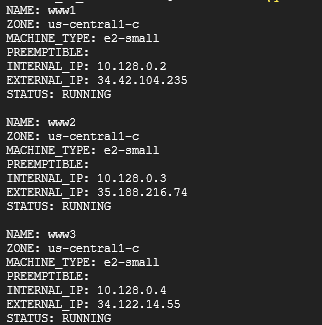 NAME: www1
ZONE: us-central1-c
MACHINE_TYPE: e2-small
PREEMPTIBLE:
INTERNAL_IP: 10.128.0.2
EXTERNAL_IP: 34.42.104.235
STATUS: RUNNING

NAME: www2
ZONE: us-central1-c
MACHINE_TYPE: e2-small
PREEMPTIBLE:
INTERNAL_IP: 10.128.0.3
EXTERNAL_IP: 35.188.216.74
STATUS: RUNNING

NAME: www3
ZONE: us-central1-c
MACHINE_TYPE: e2-small
PREEMPTIBLE:
INTERNAL_IP: 10.128.0.4
EXTERNAL_IP: 34.122.14.55
STATUS: RUNNING